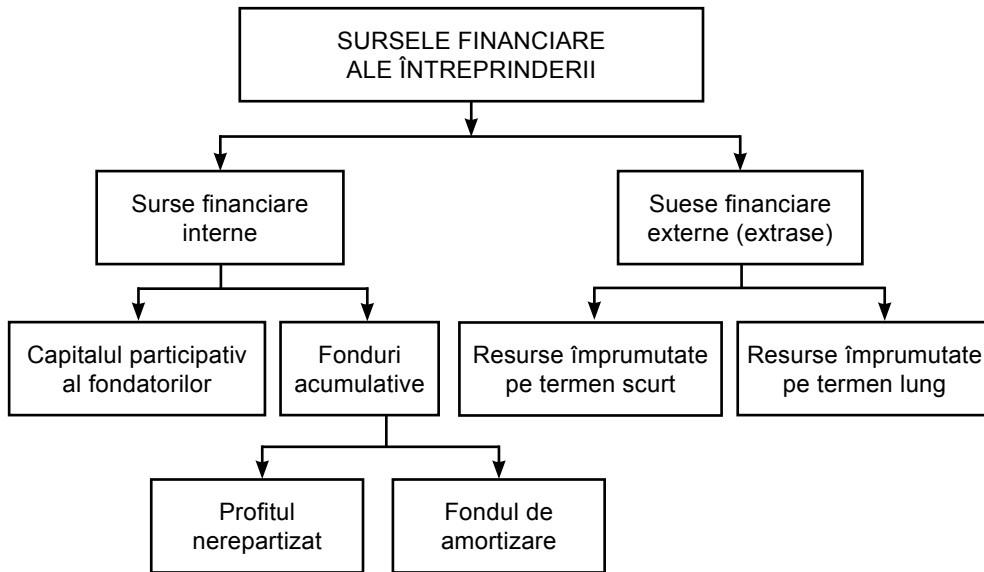 SURSELE FINANCIARE
ALE ÎNTREPRINDERII
Surse financiare
interne
Suese financiare
externe (extrase)
Capitalul participativ
al fondatorilor
Fonduri
acumulative
Resurse împrumutate
pe termen scurt
Resurse împrumutate
pe termen lung
Profitul
nerepartizat
Fondul de
amortizare